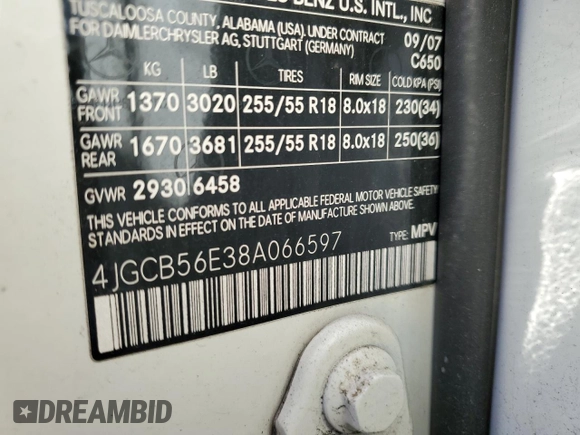 BENZ U.S. INTL., INC
TUSCALOOSA COUNTY, ALABAMA (USA). UNDER CONTRACT
FOR DAIMLERCHRYSLER AG, STUTTGART (GERMANY)
09/07
C650
KG LB TIRES RIM SIZE COLD KPA (PSI)
GAWR FRONT 1370 3020 255/55 R18 8.0x18 230(34)
GAWR REAR 1670 3681 255/55 R18 8.0x18 250(36)
GVWR 2930 6458
THIS VEHICLE CONFORMS TO ALL APPLICABLE FEDERAL MOTOR VEHICLE SAFETY
IN EFFECT ON THE DATE OF MANUFACTURE SHOWN ABOVE.
4JGCB56E38A066597
TYPE: MPV
DREAMBID